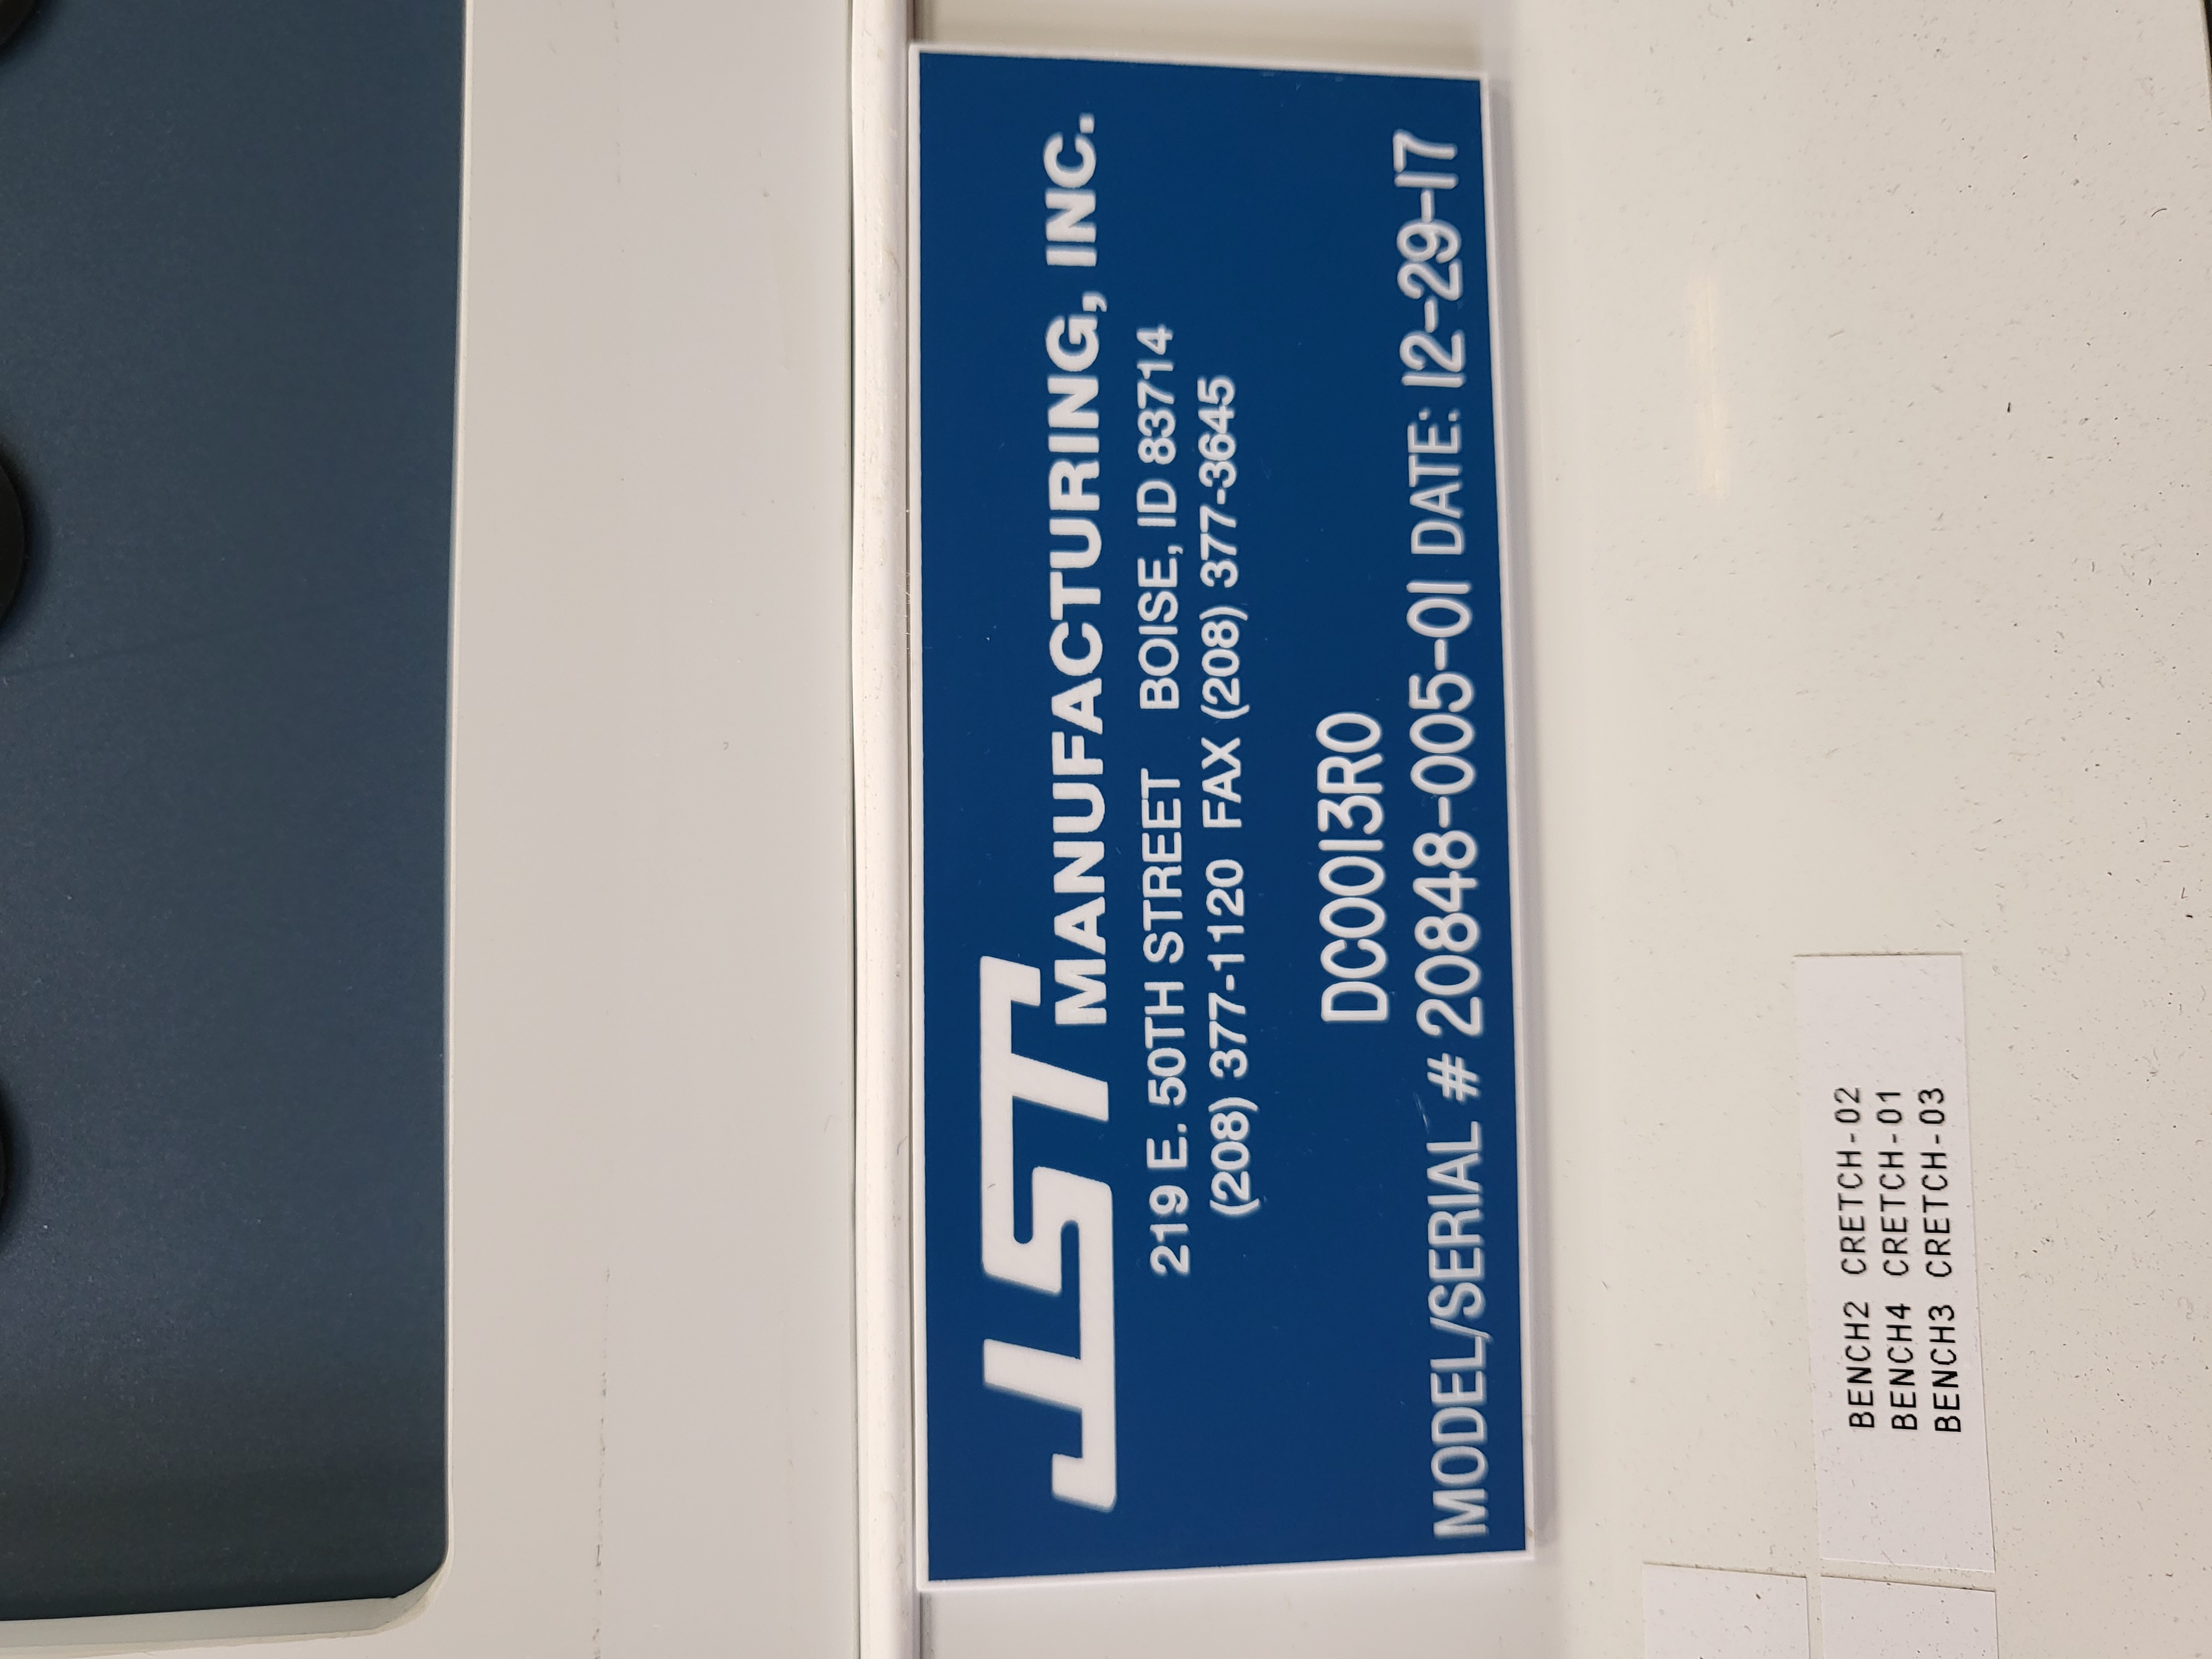 JST MANUFACTURING, INC.
219 E. 50TH STREET BOISE, ID 83714
(208) 377-1120 FAX (208) 377-3645
DC0013R0
MODEL/SERIAL # 20848-005-01 DATE: 12-29-17
BENCH2 CRETCH-02
BENCH4 CRETCH-01
BENCH3 CRETCH-03